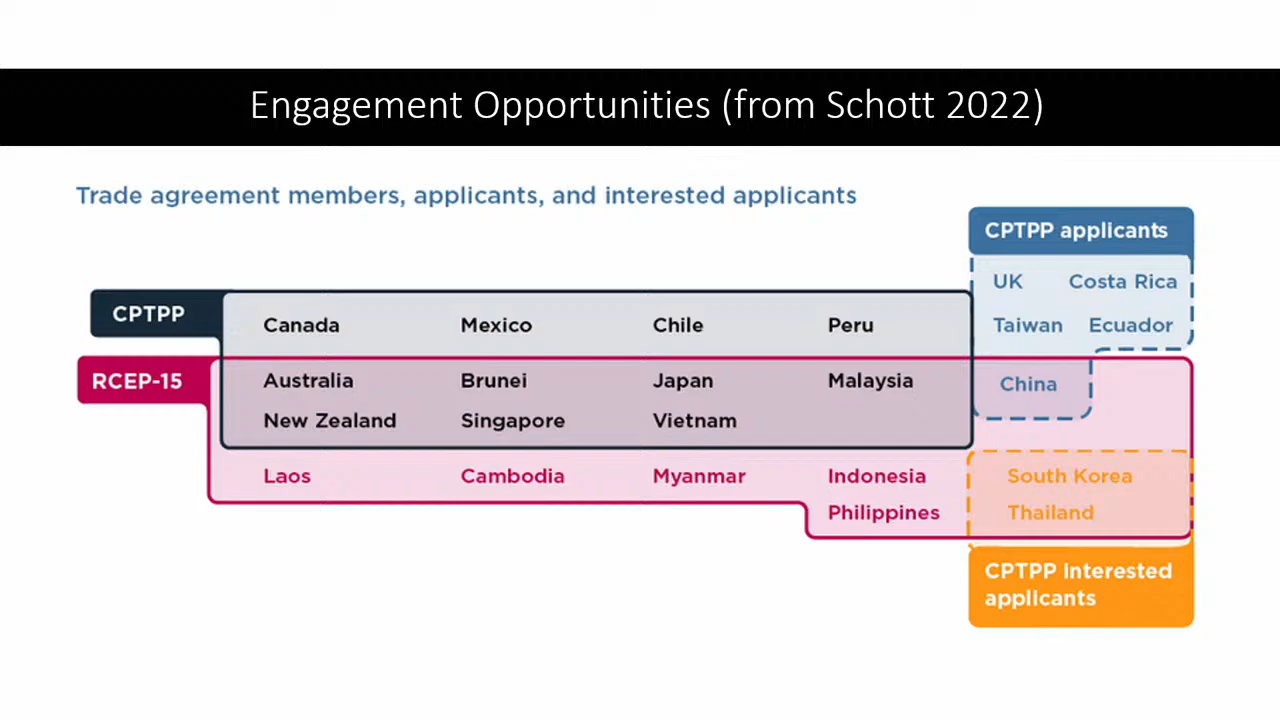 Engagement Opportunities (from Schott 2022)
Trade agreement members, applicants, and interested applicants
CPTPP applicants
UK Costa Rica
Taiwan Ecuador
China
CPTPP
Canada Mexico Chile Peru
RCEP-15
Australia Brunei Japan Malaysia
New Zealand Singapore Vietnam
Laos Cambodia Myanmar Indonesia
Philippines
South Korea
Thailand
CPTPP interested
applicants